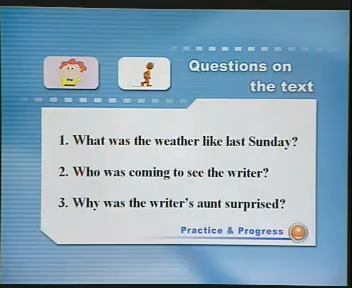 Questions on
the text
1. What was the weather like last Sunday?
2. Who was coming to see the writer?
3. Why was the writer's aunt surprised?
Practice & Progress